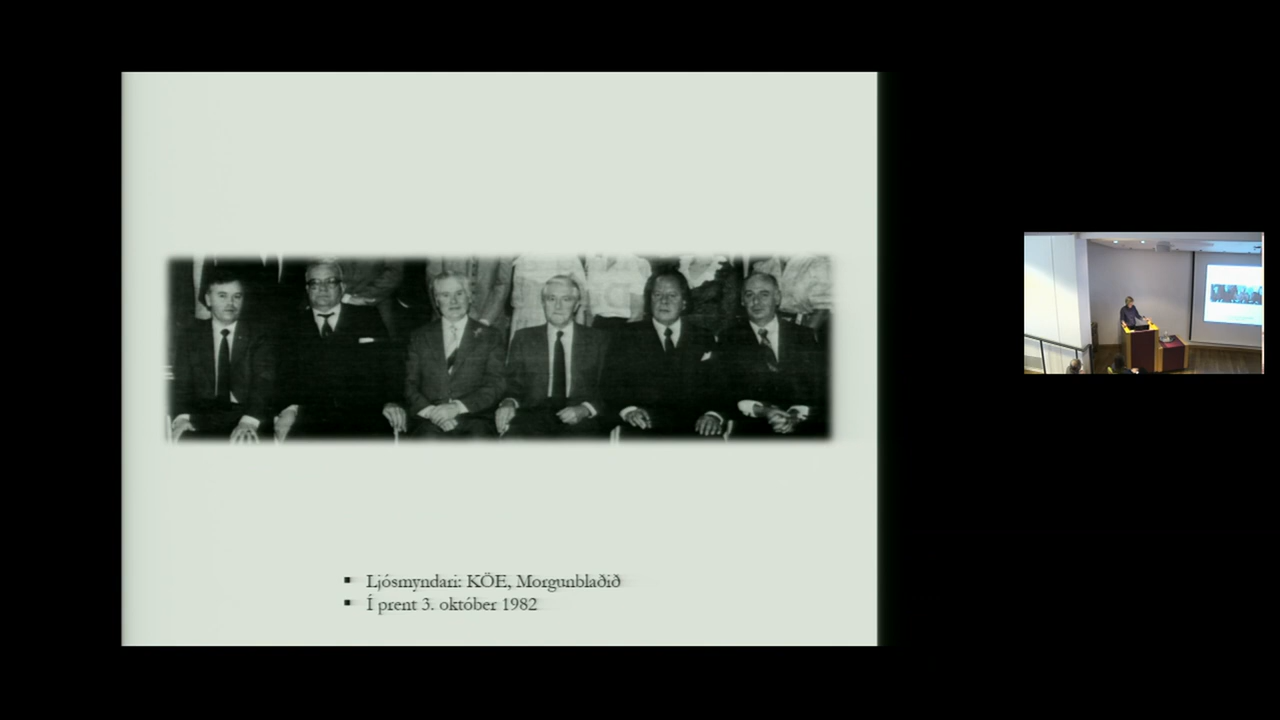 Ljósmyndari: KÖE, Morgunblaðið
Í prent 3. október 1982